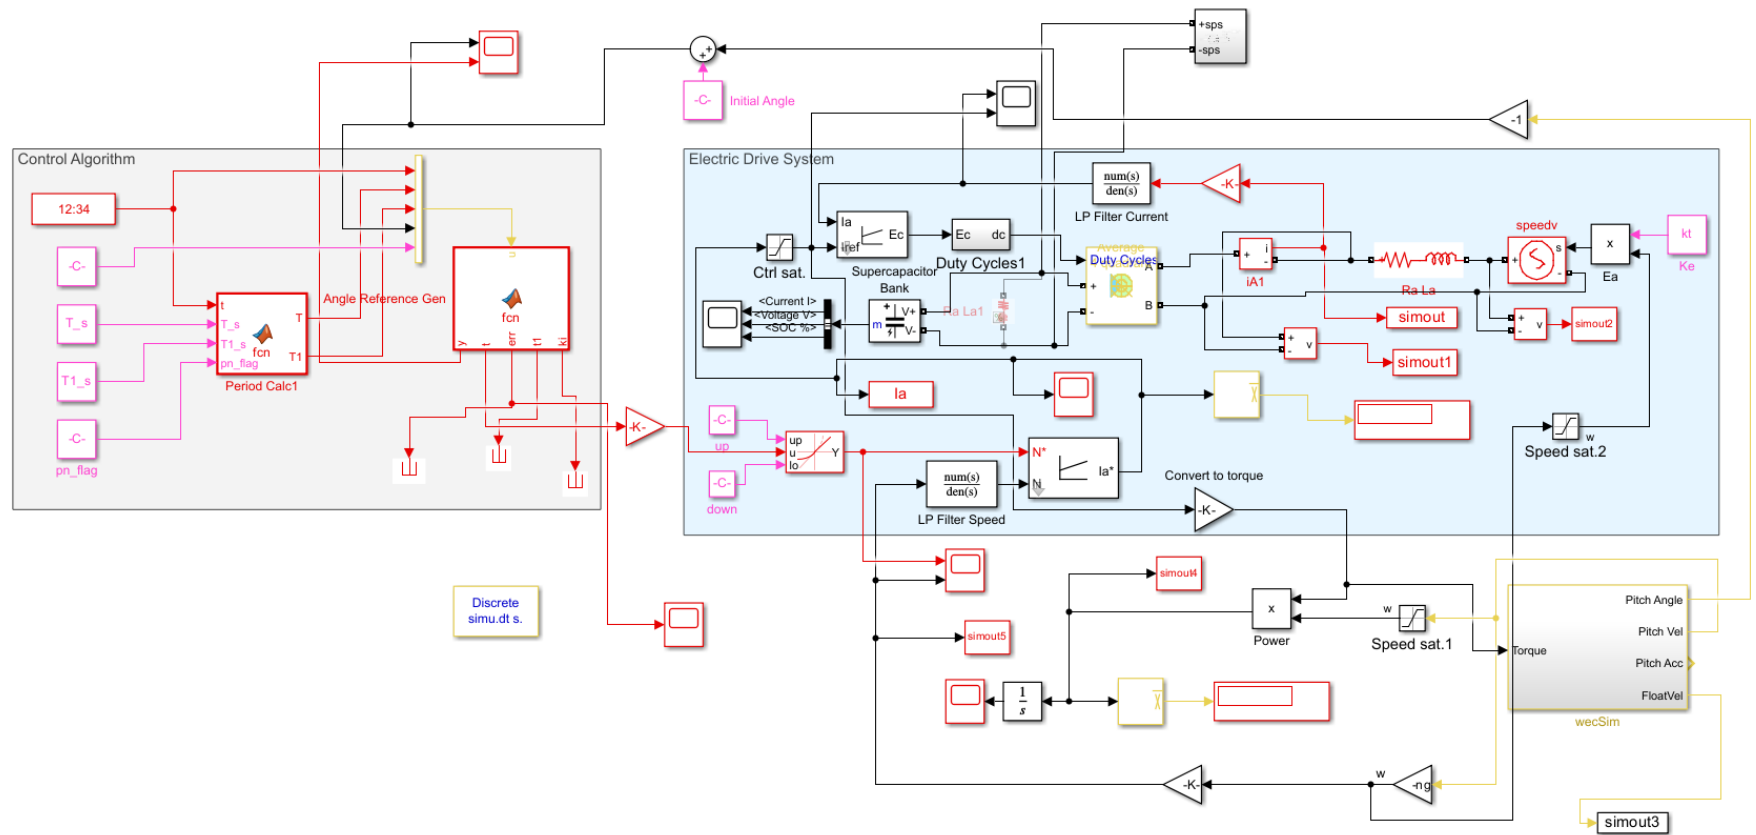 +sps
-sps
-C-
Initial Angle
-1
Control Algorithm
Electric Drive System
12:34
-C-
T_s
T1_s
-C-
pn_flag
t
T_s
T1_s
pn_flag
fcn
T
T1
Period Calc1
Angle Reference Gen
u
fcn
y
t
err
t1
ki
-K-
Discrete
simu.dt s.
num(s)
den(s)
LP Filter Current
-K-
Ia
Iref
Ec
Ec
dc
Duty Cycles1
Ctrl sat.
Supercapacitor
Bank
<Current I>
<Voltage V>
<SOC %>
m
V+
V-
Ra La1
Average
Duty Cycles
+
-
A
B
+
i
-
iA1
Ra La
speedv
+
s
-
x
Ea
kt
Ke
simout
+
-
v
simout2
+
-
v
simout1
Ia
-C-
up
-C-
down
up
u
lo
Y
N*
N
Ia*
num(s)
den(s)
LP Filter Speed
Convert to torque
-K-
w
Speed sat.2
simout4
simout5
x
Power
w
Speed sat.1
Torque
Pitch Angle
Pitch Vel
Pitch Acc
FloatVel
wecSim
1
s
-K-
w
-ng
simout3